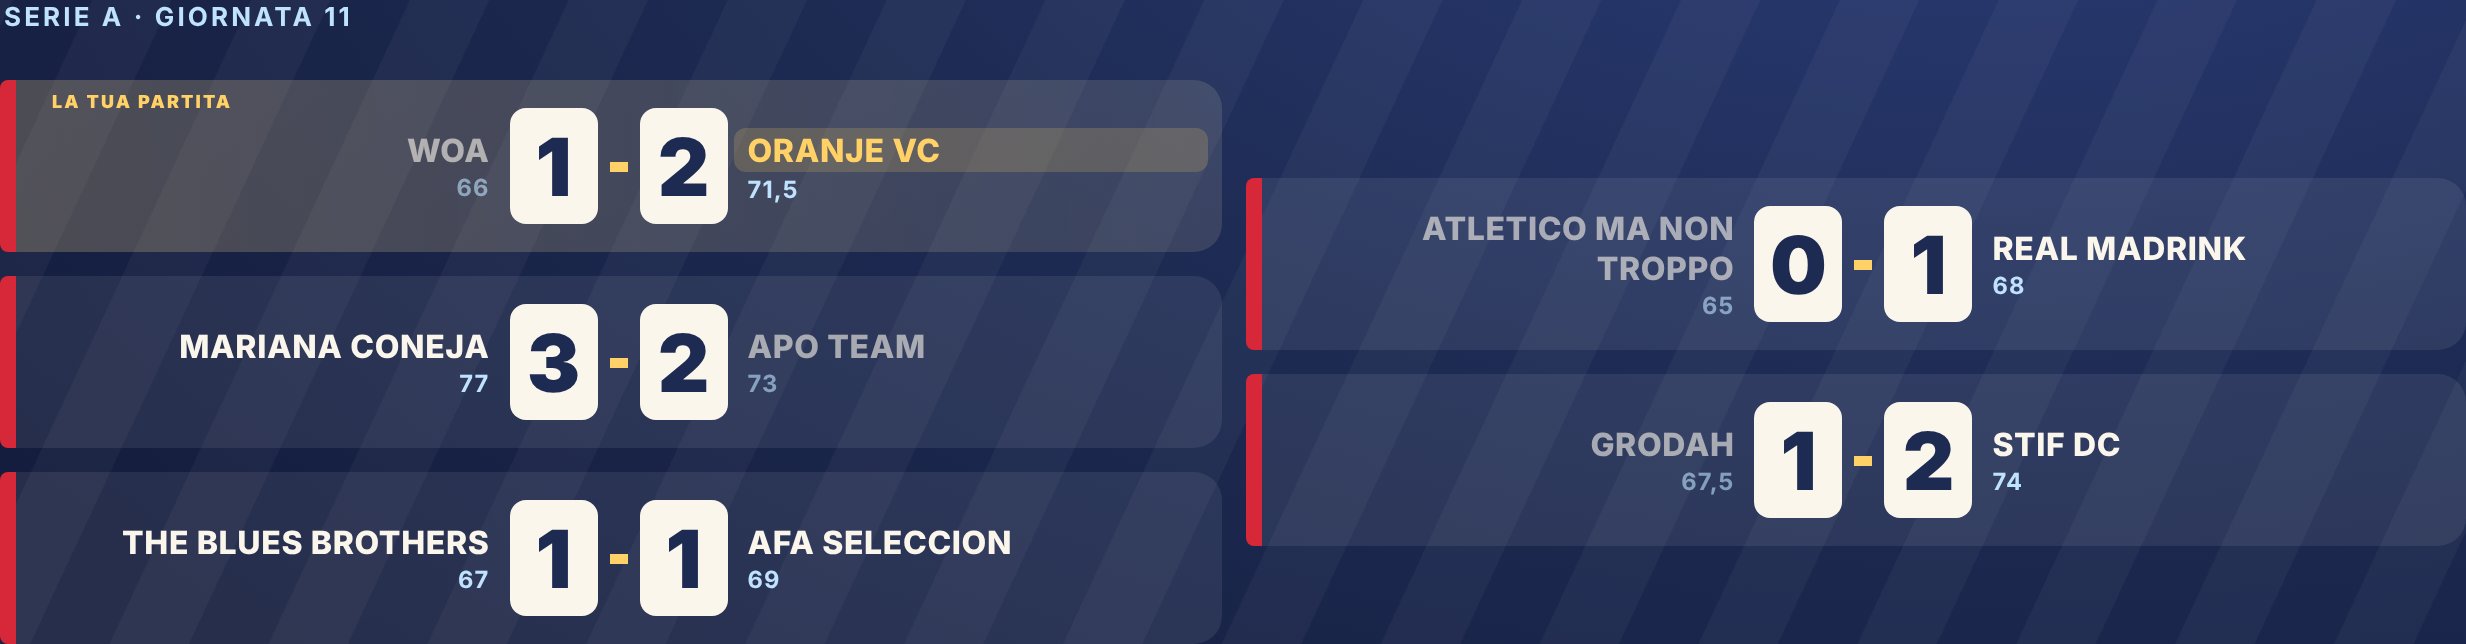 SERIE A · GIORNATA 11
LA TUA PARTITA
WOA
66
1 - 2
ORANJE VC
71,5
MARIANA CONEJA
77
3 - 2
APO TEAM
73
THE BLUES BROTHERS
67
1 - 1
AFA SELECCION
69
ATLETICO MA NON
TROPPO
65
0 - 1
REAL MADRINK
68
GRODAH
67,5
1 - 2
STIF DC
74